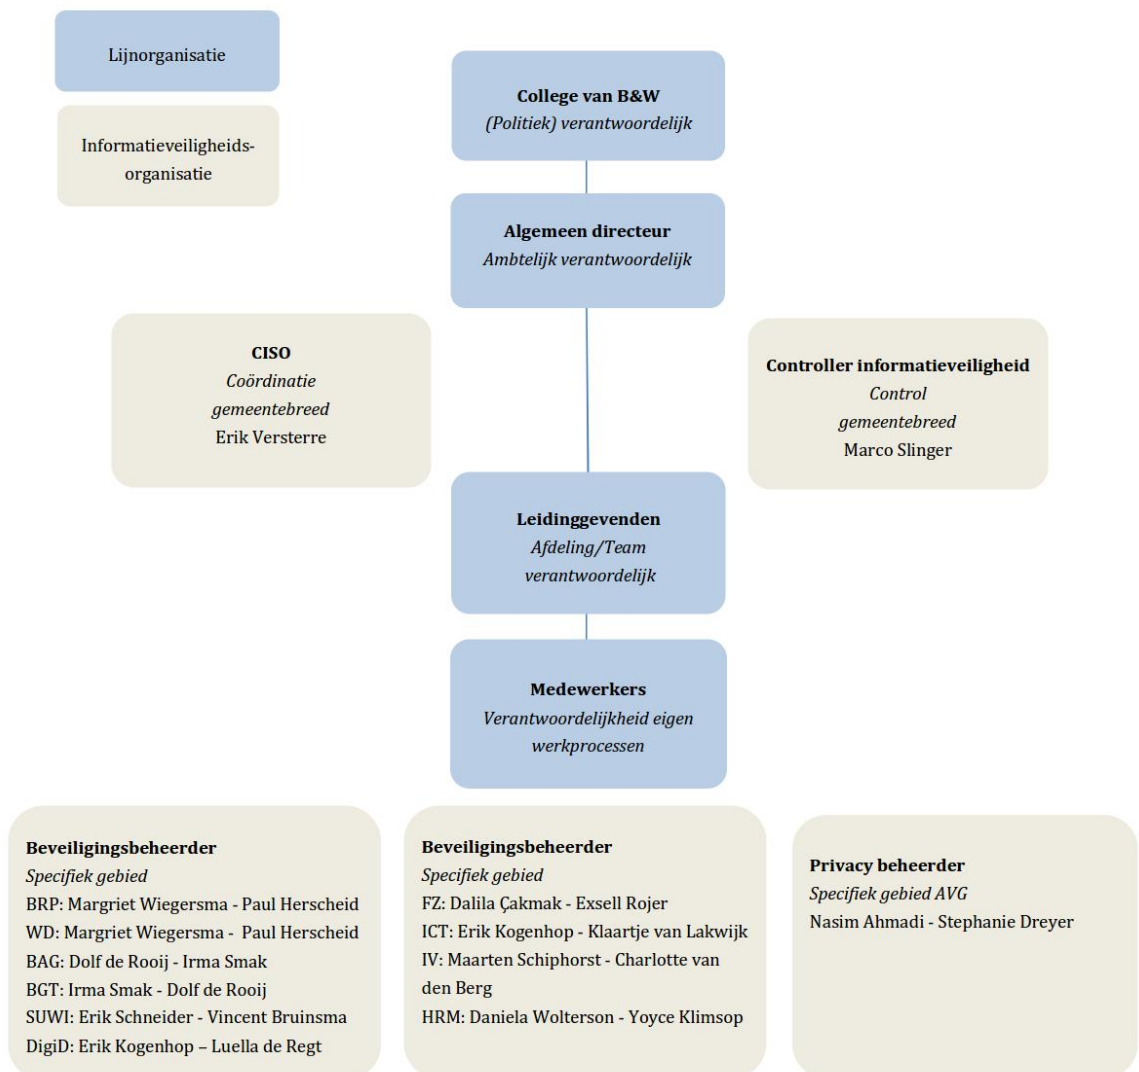 Lijnorganisatie
Informatieveiligheids-
organisatie
College van B&W
(Politiek) verantwoordelijk
Algemeen directeur
Ambtelijk verantwoordelijk
CISO
Coördinatie
gemeentebreed
Erik Versterre
Controller informatieveiligheid
Control
gemeentebreed
Marco Slinger
Leidinggevenden
Afdeling/Team
verantwoordelijk
Medewerkers
Verantwoordelijkheid eigen
werkprocessen
Beveiligingsbeheerder
Specifiek gebied
BRP: Margriet Wiegersma - Paul Herscheid
WD: Margriet Wiegersma - Paul Herscheid
BAG: Dolf de Rooij - Irma Smak
BGT: Irma Smak - Dolf de Rooij
SUWI: Erik Schneider - Vincent Bruinsma
DigiD: Erik Kogenhop – Luella de Regt
Beveiligingsbeheerder
Specifiek gebied
FZ: Dalila Çakmak - Exsell Rojer
ICT: Erik Kogenhop - Klaartje van Lakwijk
IV: Maarten Schiphorst - Charlotte van
den Berg
HRM: Daniela Wolterson - Yoyce Klimsop
Privacy beheerder
Specifiek gebied AVG
Nasim Ahmadi - Stephanie Dreyer